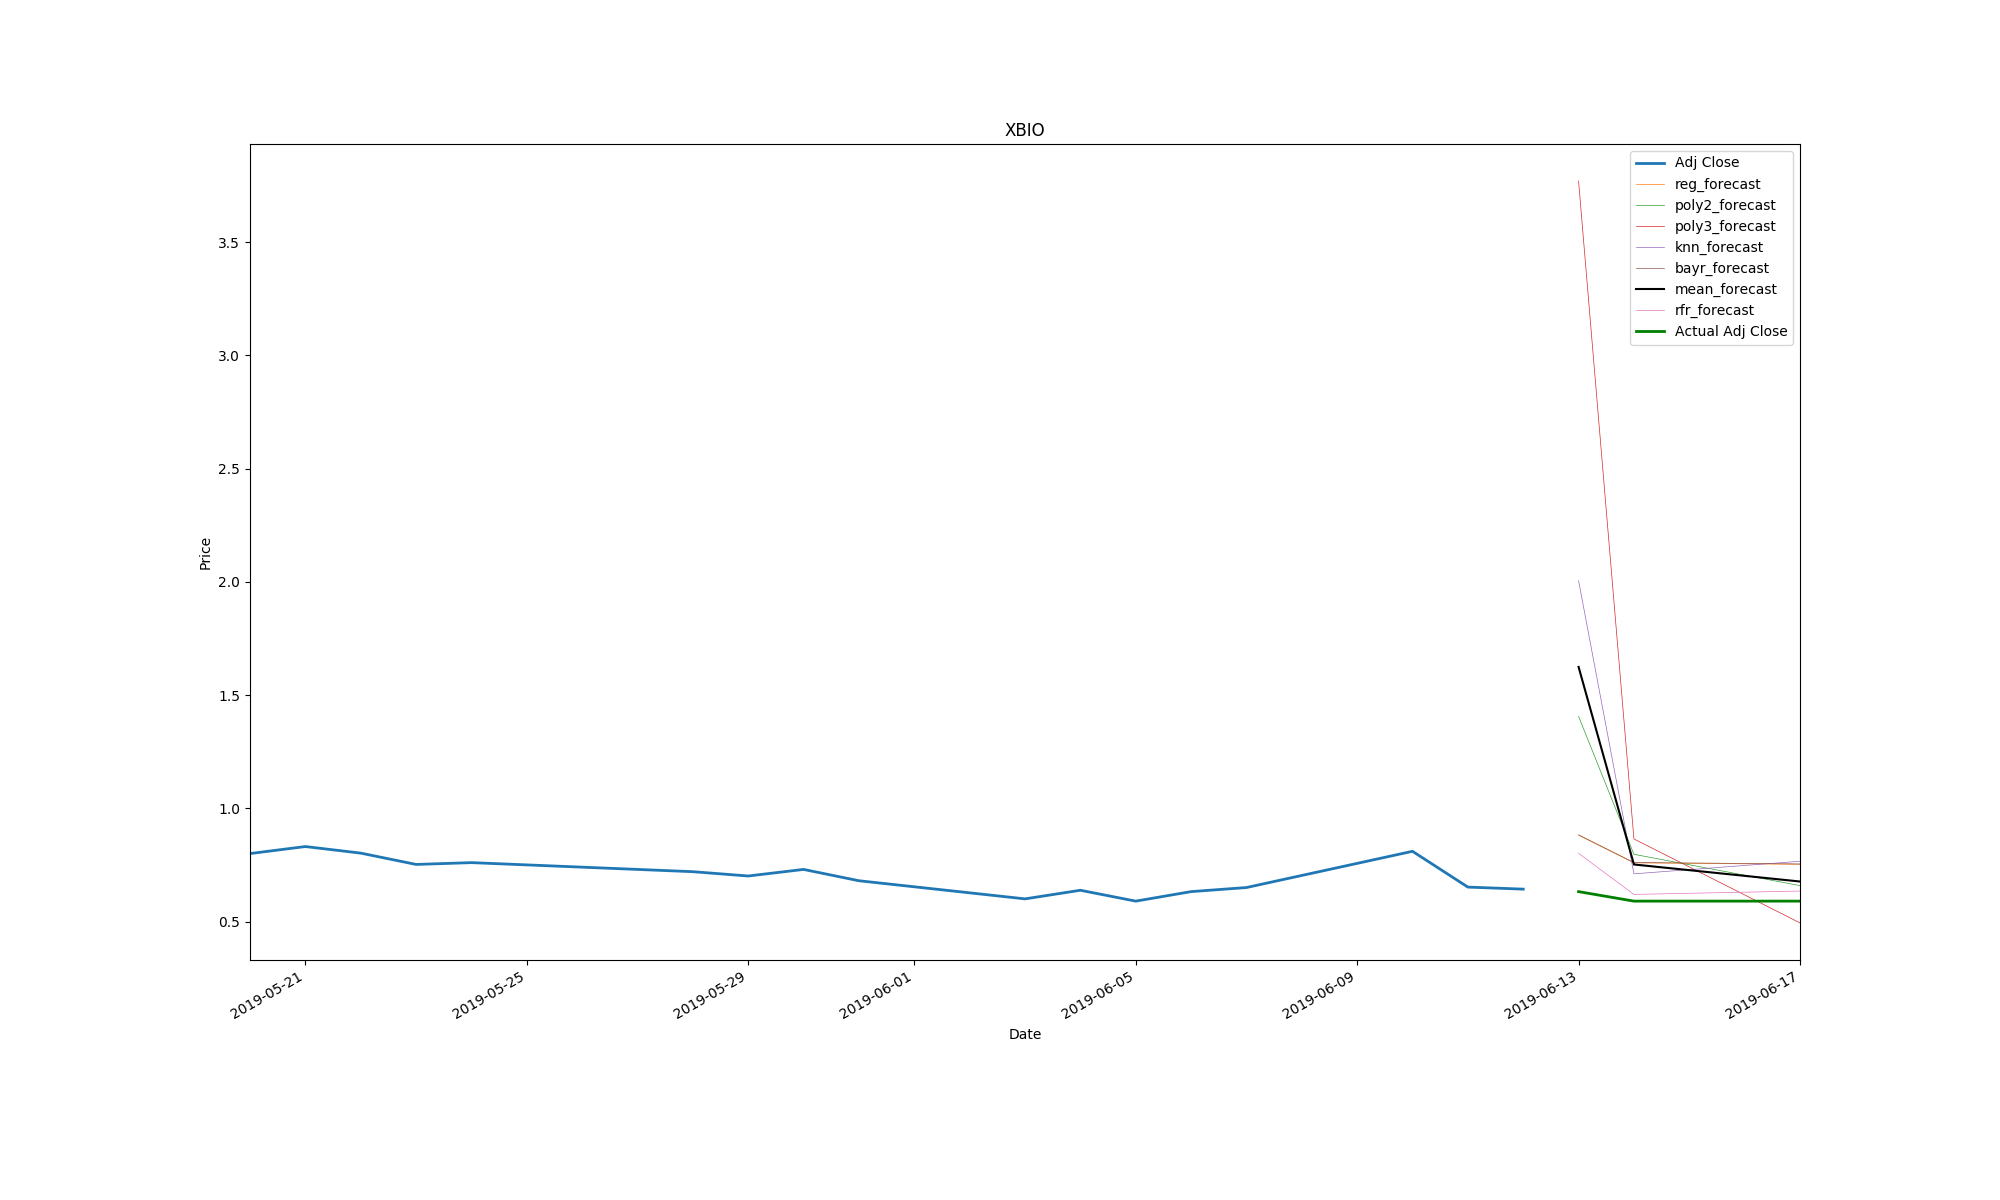 XBIO
Adj Close
reg_forecast
poly2_forecast
poly3_forecast
knn_forecast
bayr_forecast
mean_forecast
rfr_forecast
Actual Adj Close
3.5
3.0
2.5
2.0
1.5
1.0
0.5
Price
2019-05-21
2019-05-25
2019-05-29
2019-06-01
2019-06-05
2019-06-09
2019-06-13
2019-06-17
Date